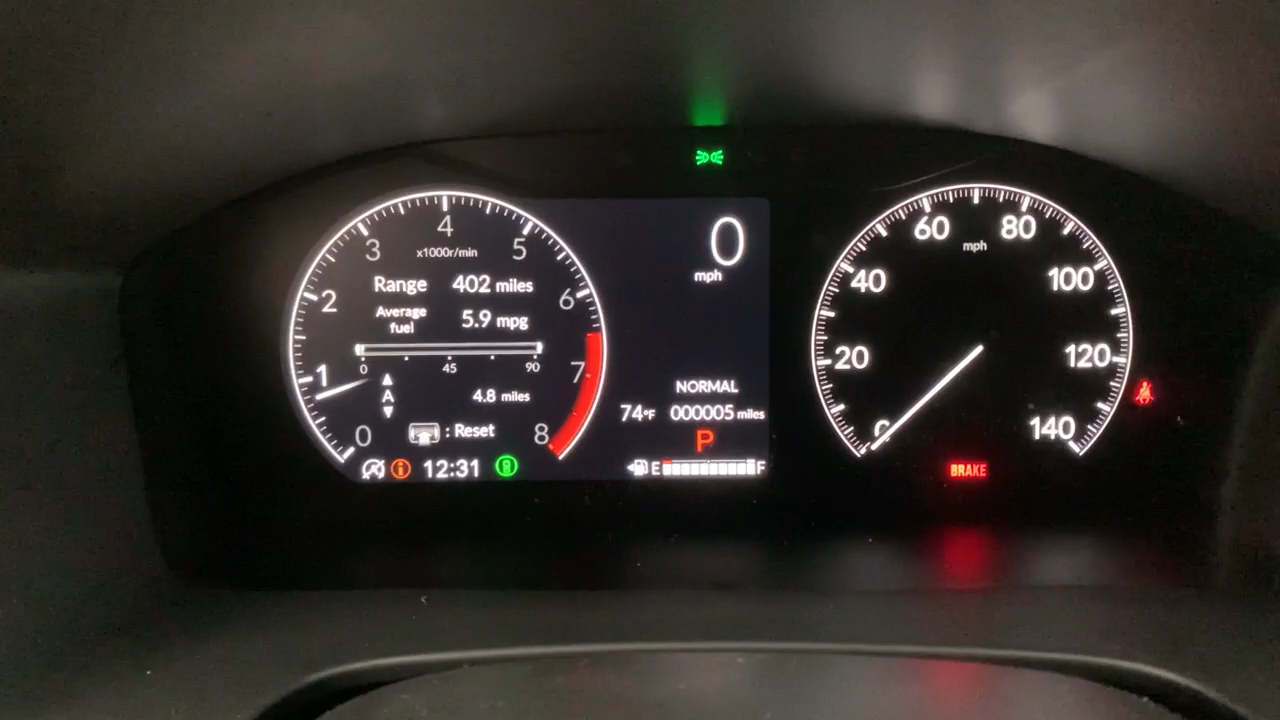 0
1
2
3
4
5
6
7
8
x1000r/min
Range 402 miles
Average fuel 5.9 mpg
0 45 90
A
4.8 miles
: Reset
12:31
0
mph
NORMAL
74°F 000005 miles
P
E F
0
20
40
60
80
100
120
140
mph
BRAKE